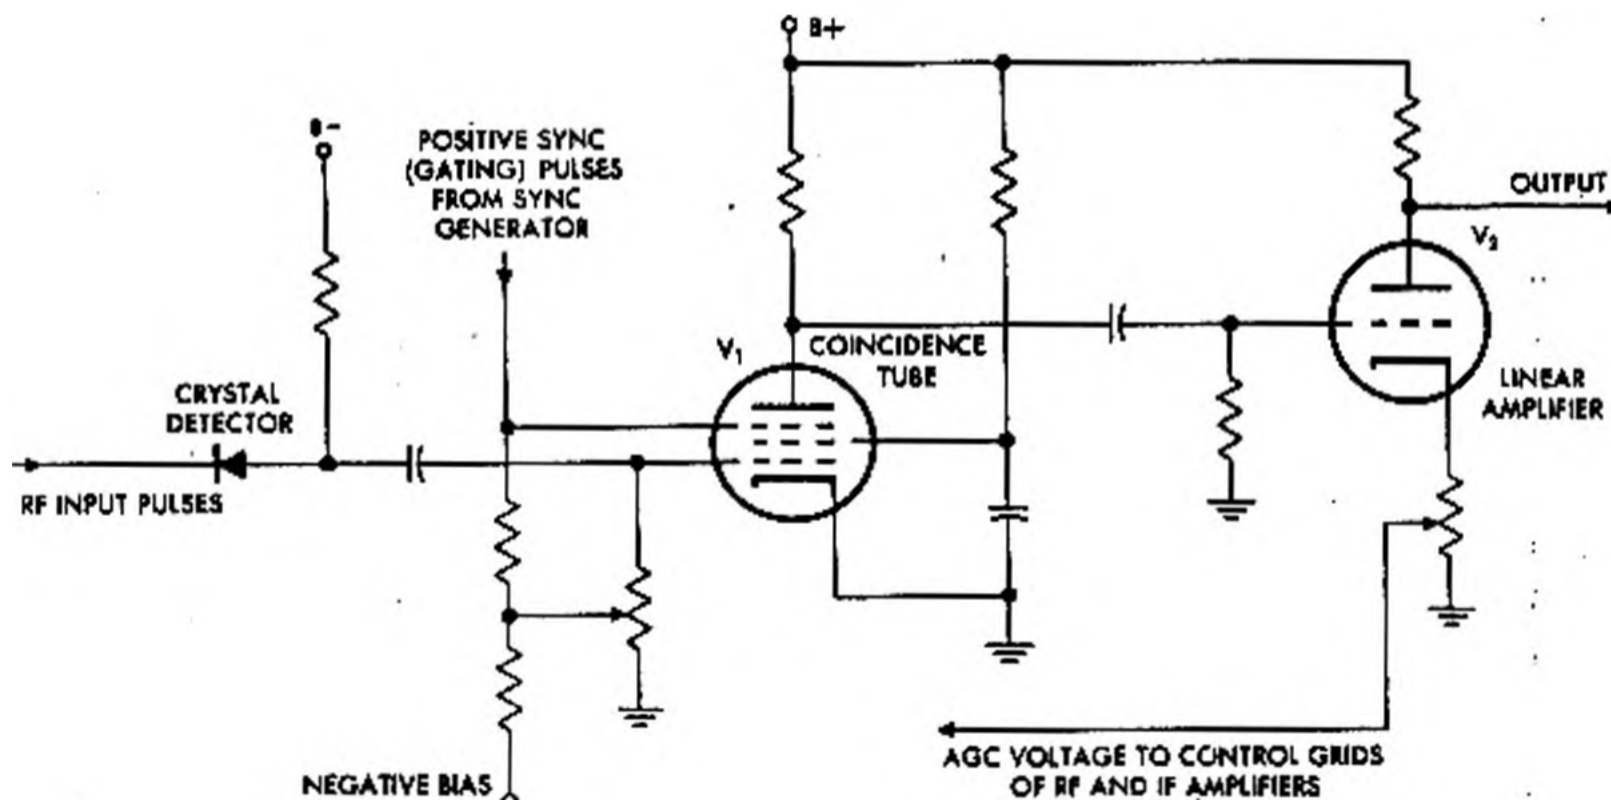 B+
B-
POSITIVE SYNC
(GATING) PULSES
FROM SYNC
GENERATOR
OUTPUT
V₂
V₁
COINCIDENCE
TUBE
LINEAR
AMPLIFIER
CRYSTAL
DETECTOR
RF INPUT PULSES
AGC VOLTAGE TO CONTROL GRIDS
OF RF AND IF AMPLIFIERS
NEGATIVE BIAS